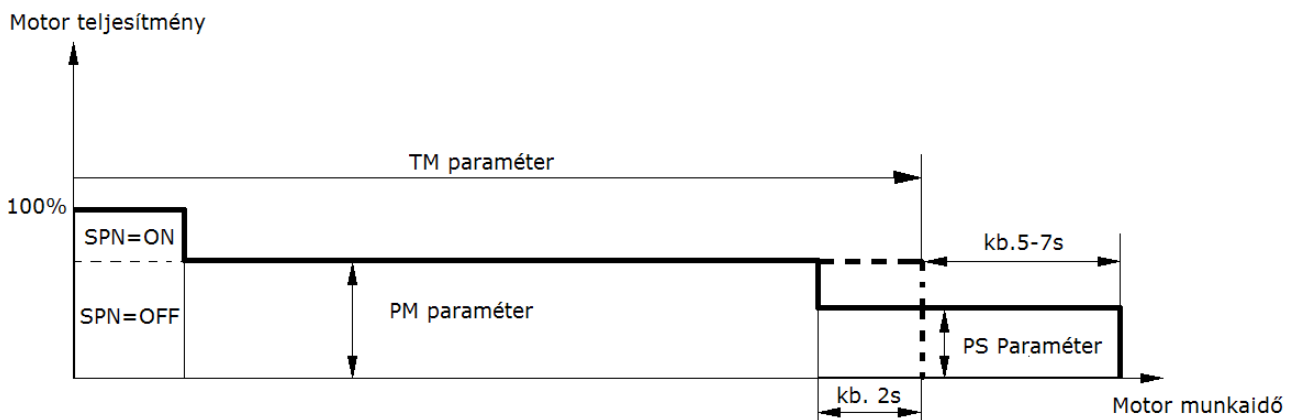 Motor teljesítmény
TM paraméter
100%
SPN=ON
kb.5-7s
SPN=OFF
PM paraméter
PS Paraméter
kb. 2s
Motor munkaidő